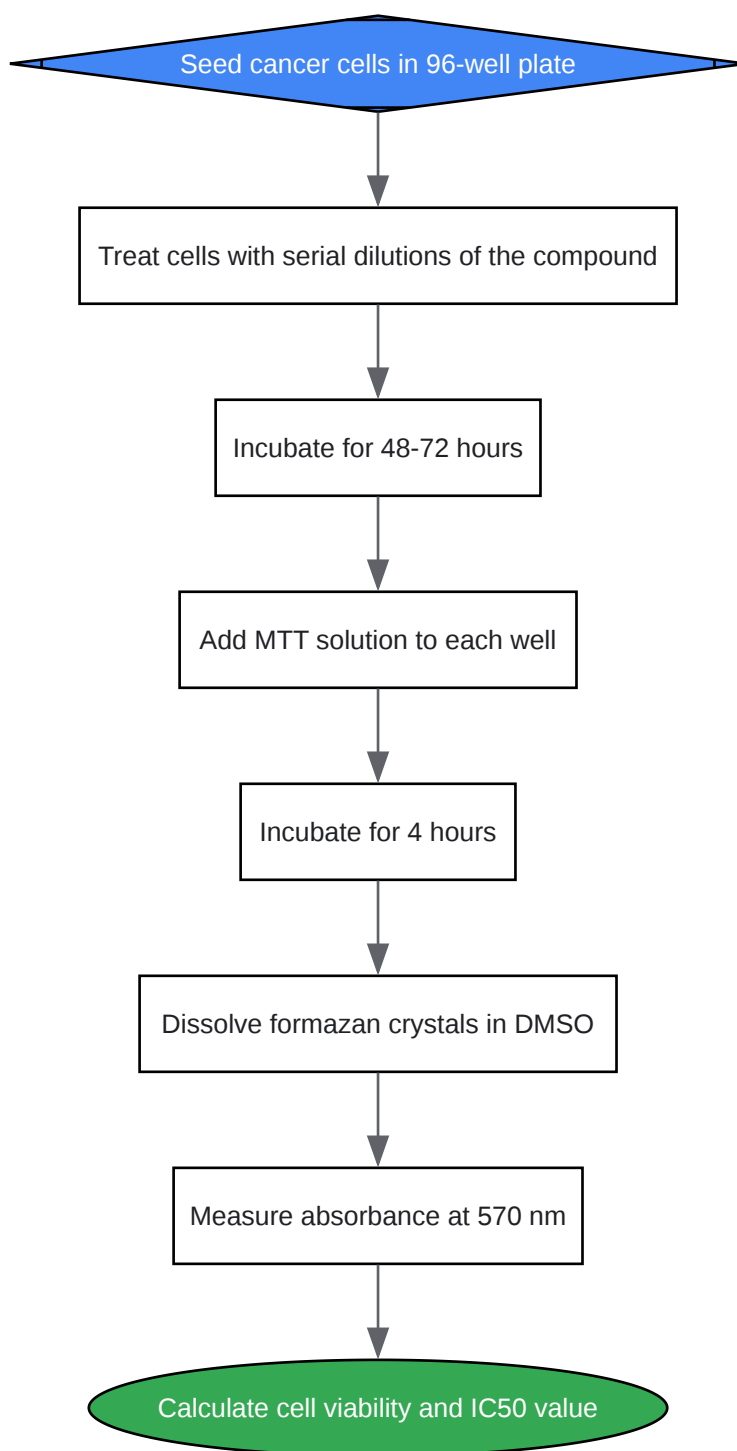 Seed cancer cells in 96-well plate
Treat cells with serial dilutions of the compound
Incubate for 48-72 hours
Add MTT solution to each well
Incubate for 4 hours
Dissolve formazan crystals in DMSO
Measure absorbance at 570 nm
Calculate cell viability and IC50 value